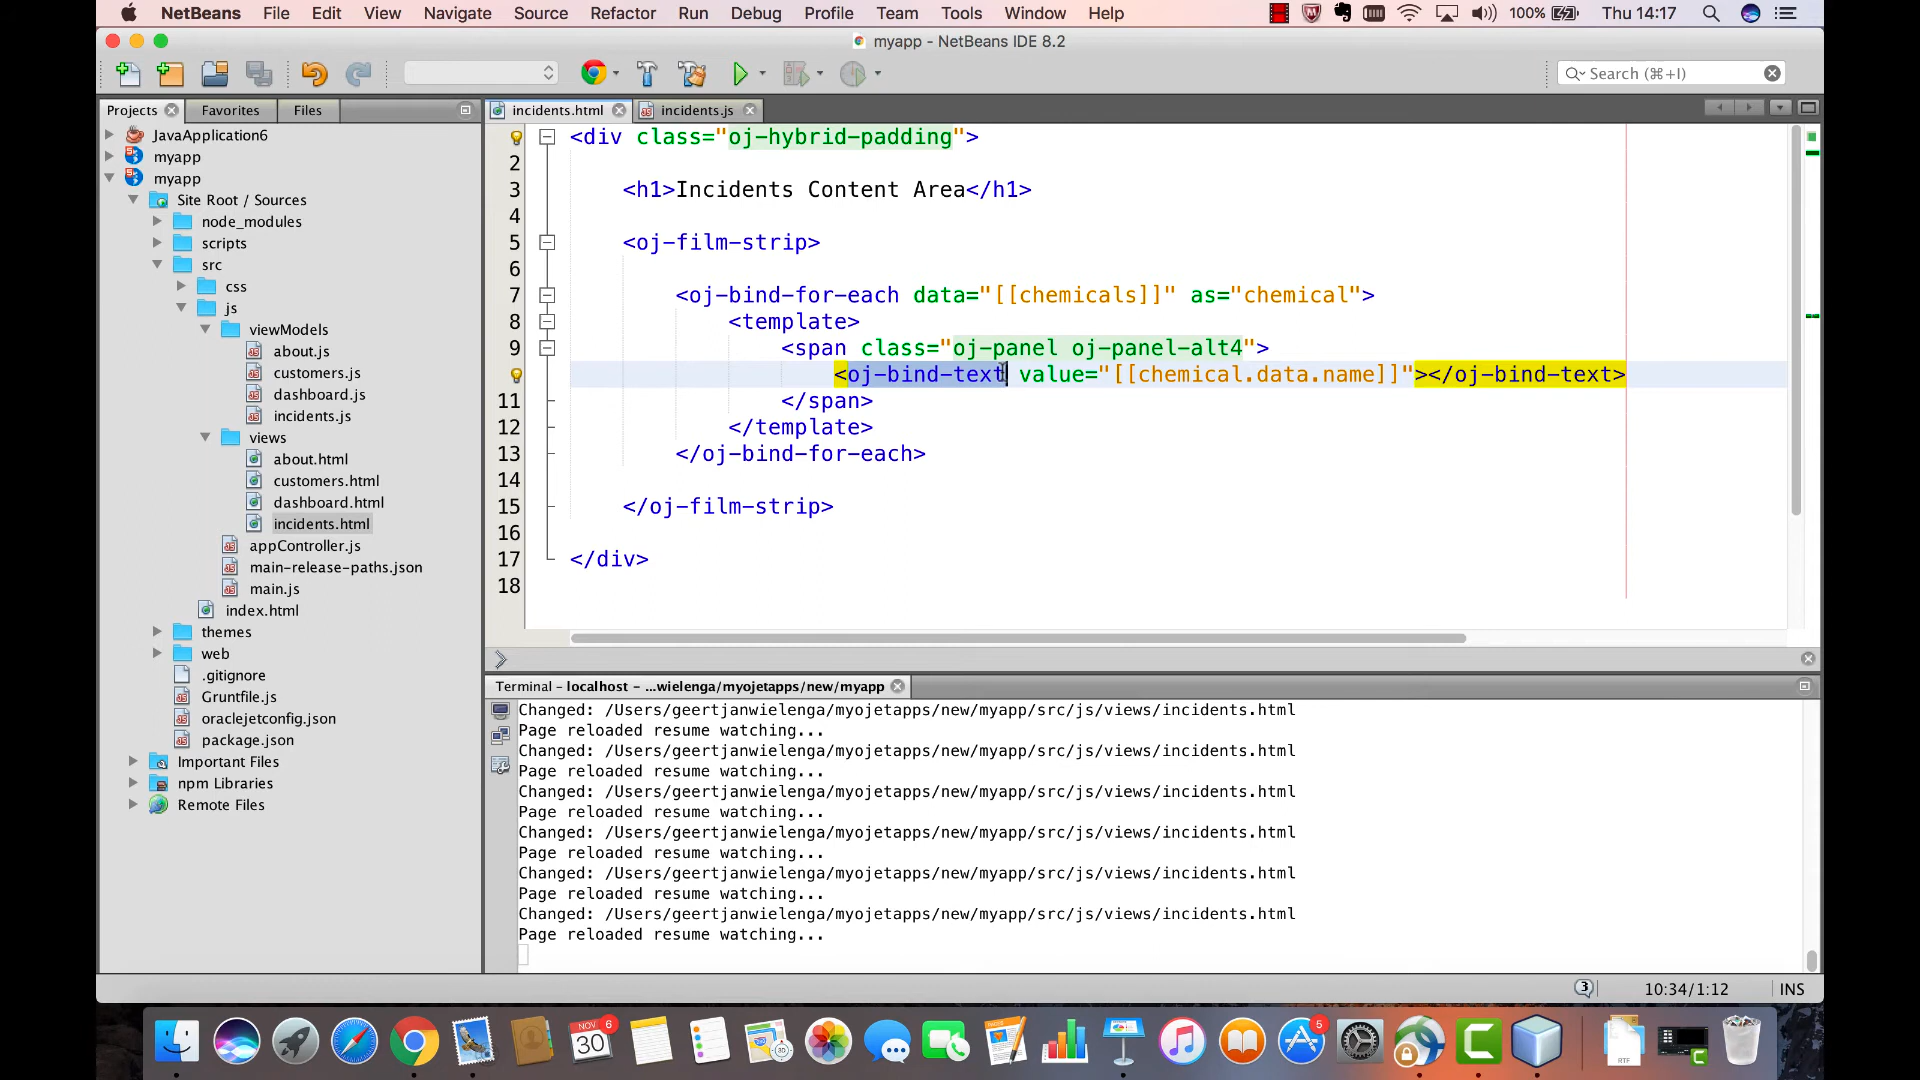 NetBeans File Edit View Navigate Source Refactor Run Debug Profile Team Tools Window Help 100% Thu 14:17
myapp - NetBeans IDE 8.2
Search (⌘+I)
Projects Favorites Files
incidents.html incidents.js
JavaApplication6
myapp
myapp
Site Root / Sources
node_modules
scripts
src
css
js
viewModels
about.js
customers.js
dashboard.js
incidents.js
views
about.html
customers.html
dashboard.html
incidents.html
appController.js
main-release-paths.json
main.js
index.html
themes
web
.gitignore
Gruntfile.js
oraclejetconfig.json
package.json
Important Files
npm Libraries
Remote Files
<div class="oj-hybrid-padding">
2
3 <h1>Incidents Content Area</h1>
4
5 <oj-film-strip>
6
7 <oj-bind-for-each data="[[chemicals]]" as="chemical">
8 <template>
9 <span class="oj-panel oj-panel-alt4">
<oj-bind-text value="[[chemical.data.name]]"></oj-bind-text>
11 </span>
12 </template>
13 </oj-bind-for-each>
14
15 </oj-film-strip>
16
17 </div>
18
Terminal - localhost - ...wielenga/myojetapps/new/myapp
Changed: /Users/geertjanwielenga/myojetapps/new/myapp/src/js/views/incidents.html
Page reloaded resume watching...
Changed: /Users/geertjanwielenga/myojetapps/new/myapp/src/js/views/incidents.html
Page reloaded resume watching...
Changed: /Users/geertjanwielenga/myojetapps/new/myapp/src/js/views/incidents.html
Page reloaded resume watching...
Changed: /Users/geertjanwielenga/myojetapps/new/myapp/src/js/views/incidents.html
Page reloaded resume watching...
Changed: /Users/geertjanwielenga/myojetapps/new/myapp/src/js/views/incidents.html
Page reloaded resume watching...
Changed: /Users/geertjanwielenga/myojetapps/new/myapp/src/js/views/incidents.html
Page reloaded resume watching...
3 10:34/1:12 INS
NOV 6
30
5
RTF